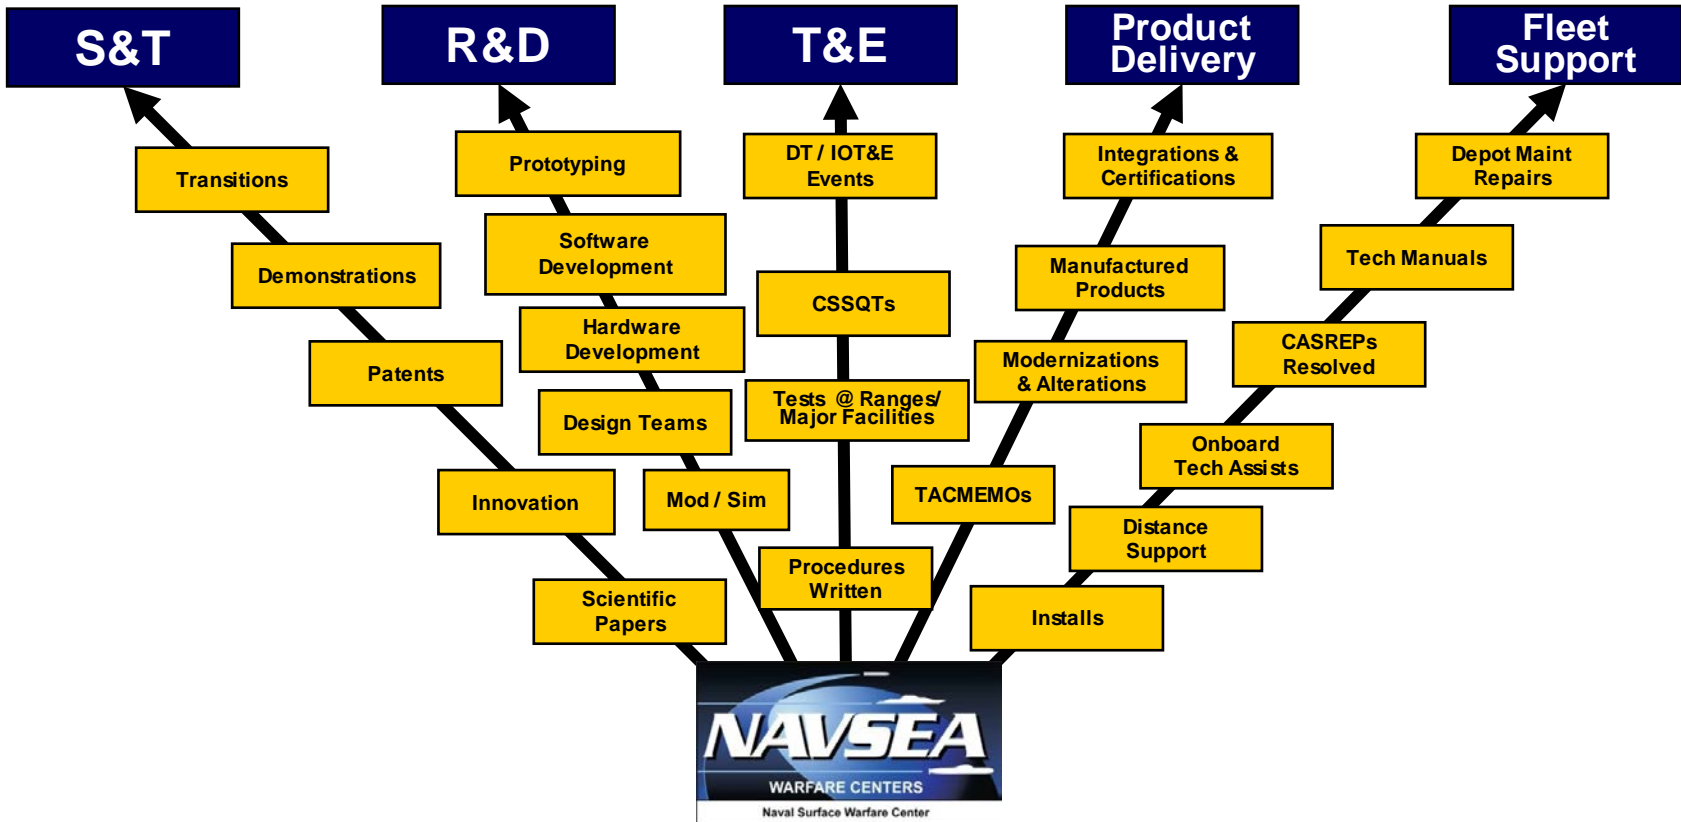 S&T
R&D
T&E
Product
Delivery
Fleet
Support
Transitions
Demonstrations
Patents
Innovation
Scientific
Papers
Prototyping
Software
Development
Hardware
Development
Design Teams
Mod / Sim
DT / IOT&E
Events
CSSQTs
Tests @ Ranges/
Major Facilities
Procedures
Written
Integrations &
Certifications
Manufactured
Products
Modernizations
& Alterations
TACMEMOs
Depot Maint
Repairs
Tech Manuals
CASREPs
Resolved
Onboard
Tech Assists
Distance
Support
Installs
NAVSEA
WARFARE CENTERS
Naval Surface Warfare Center